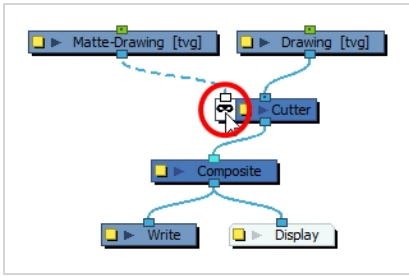 Matte-Drawing [tvg]
Drawing [tvg]
Cutter
Composite
Write
Display